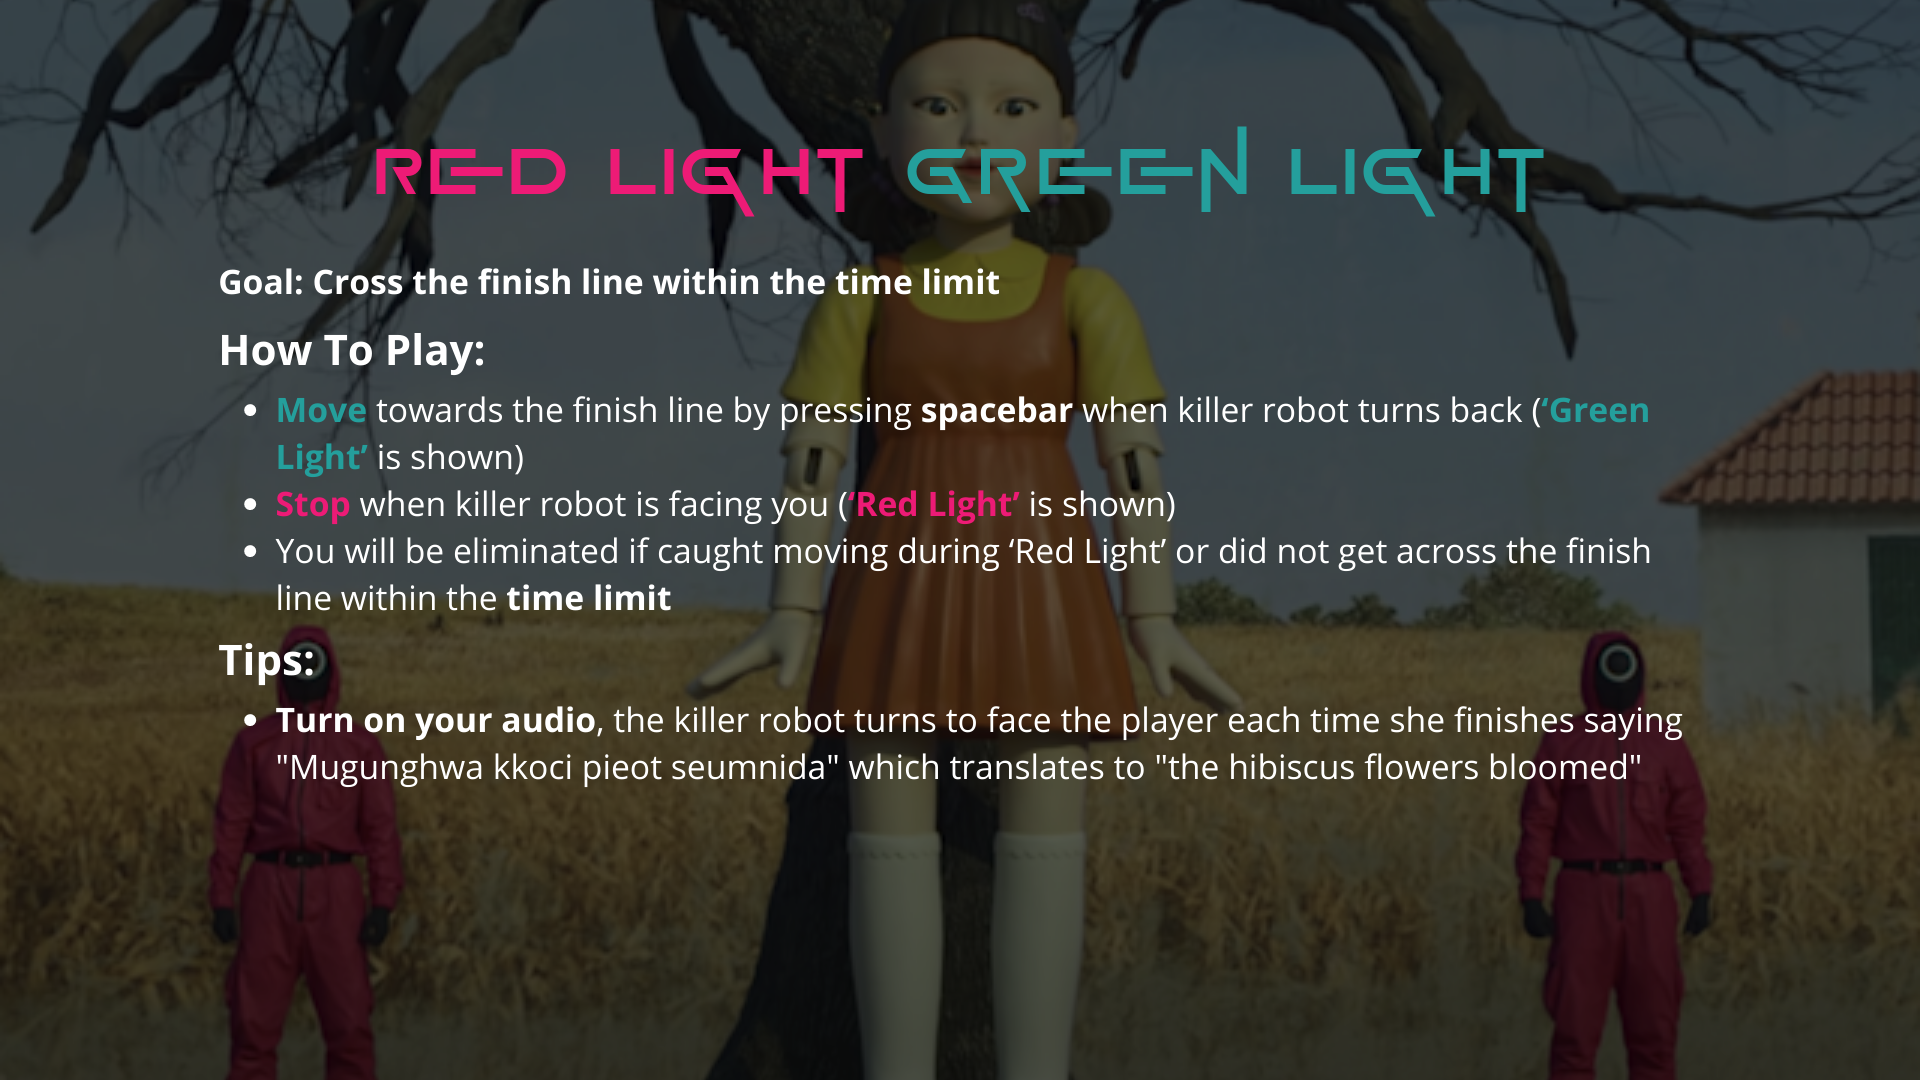 RED LIGHT GREEN LIGHT
Goal: Cross the finish line within the time limit
How To Play:
• Move towards the finish line by pressing spacebar when killer robot turns back (‘Green
Light’ is shown)
• Stop when killer robot is facing you (‘Red Light’ is shown)
• You will be eliminated if caught moving during ‘Red Light’ or did not get across the finish
line within the time limit
Tips:
• Turn on your audio, the killer robot turns to face the player each time she finishes saying
"Mugunghwa kkoci pieot seumnida" which translates to "the hibiscus flowers bloomed"